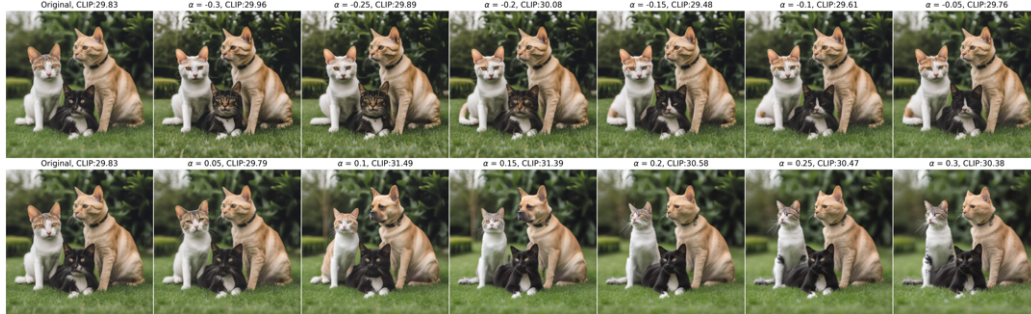 Original, CLIP:29.83 α = -0.3, CLIP:29.96 α = -0.25, CLIP:29.89 α = -0.2, CLIP:30.08 α = -0.15, CLIP:29.48 α = -0.1, CLIP:29.61 α = -0.05, CLIP:29.76
Original, CLIP:29.83 α = 0.05, CLIP:29.79 α = 0.1, CLIP:31.49 α = 0.15, CLIP:31.39 α = 0.2, CLIP:30.58 α = 0.25, CLIP:30.47 α = 0.3, CLIP:30.38